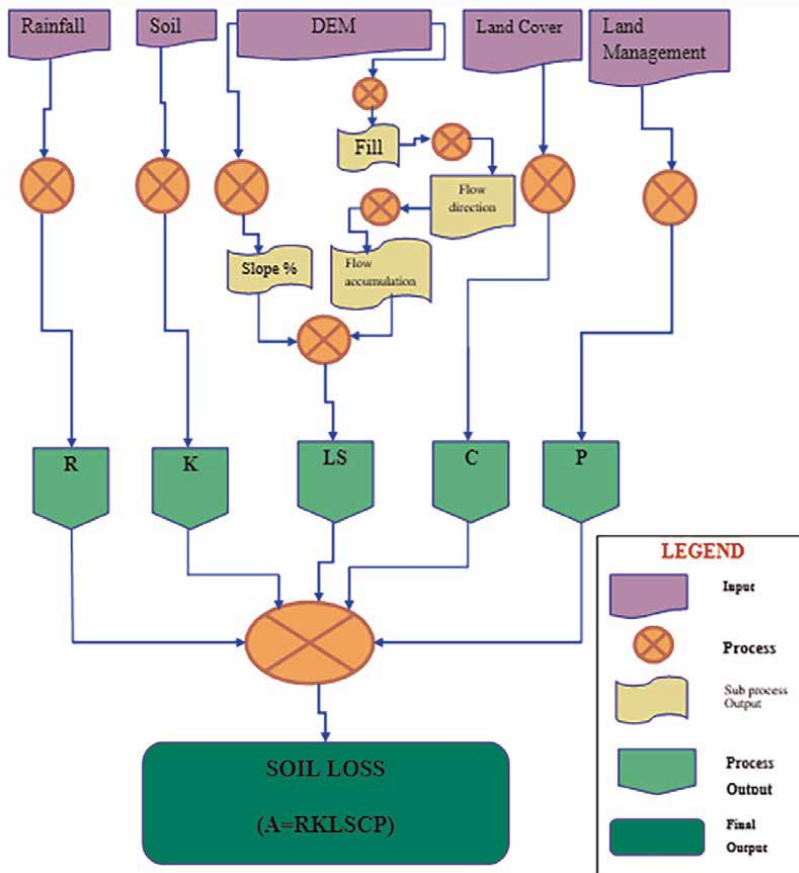 Rainfall
Soil
DEM
Land Cover
Land
Management
Fill
Flow
direction
Slope %
Flow
accumulation
R
K
LS
C
P
SOIL LOSS
(A=RKLSCP)
LEGEND
Input
Process
Sub process
Output
Process
Output
Final
Output